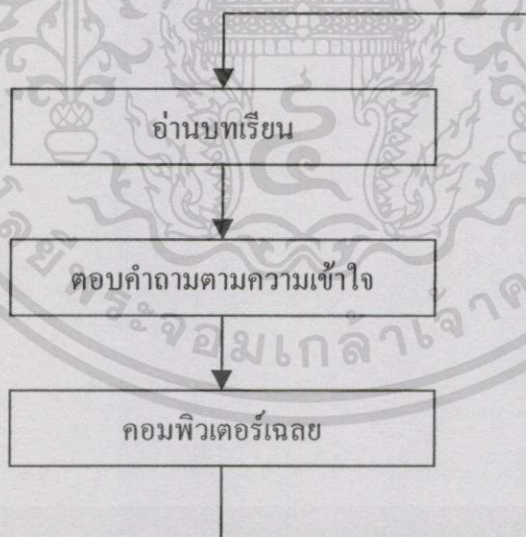 อ่านบทเรียน
ตอบคำถามตามความเข้าใจ
คอมพิวเตอร์เฉลย